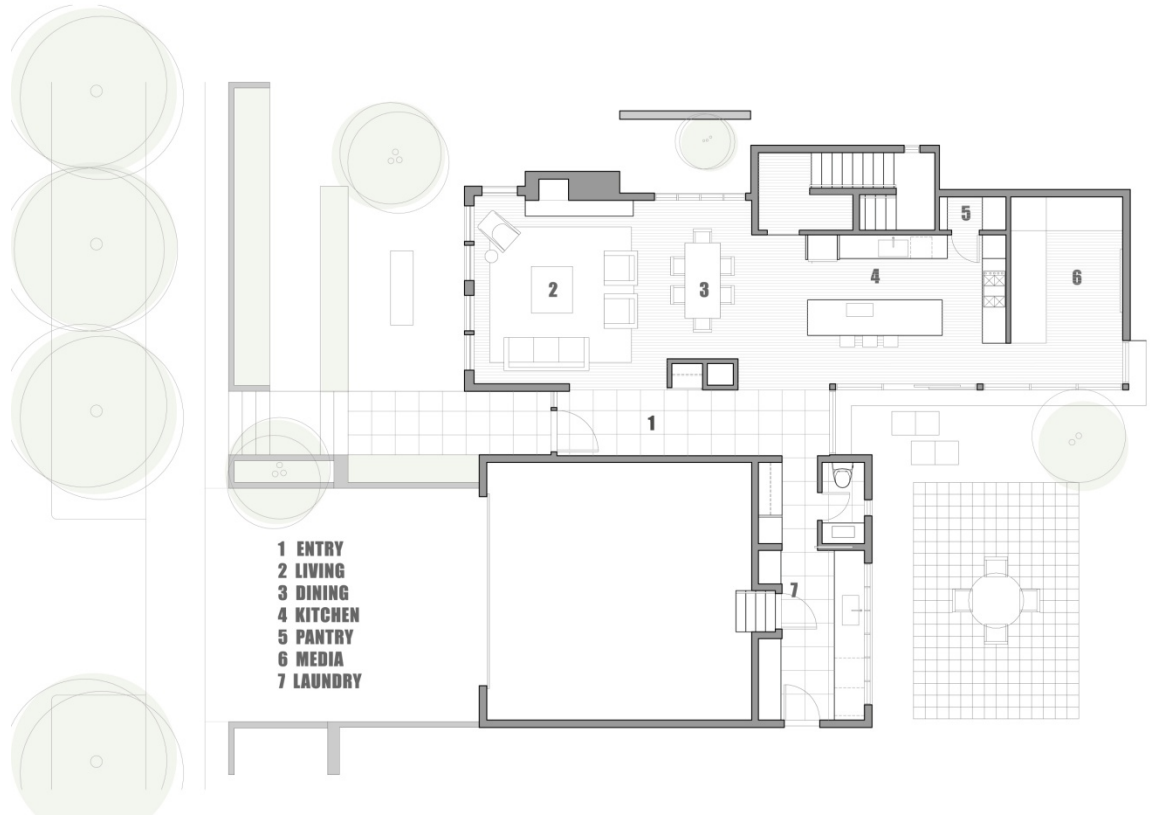 5
4
6
2
3
1
1 ENTRY
2 LIVING
3 DINING
4 KITCHEN
5 PANTRY
6 MEDIA
7 LAUNDRY
7